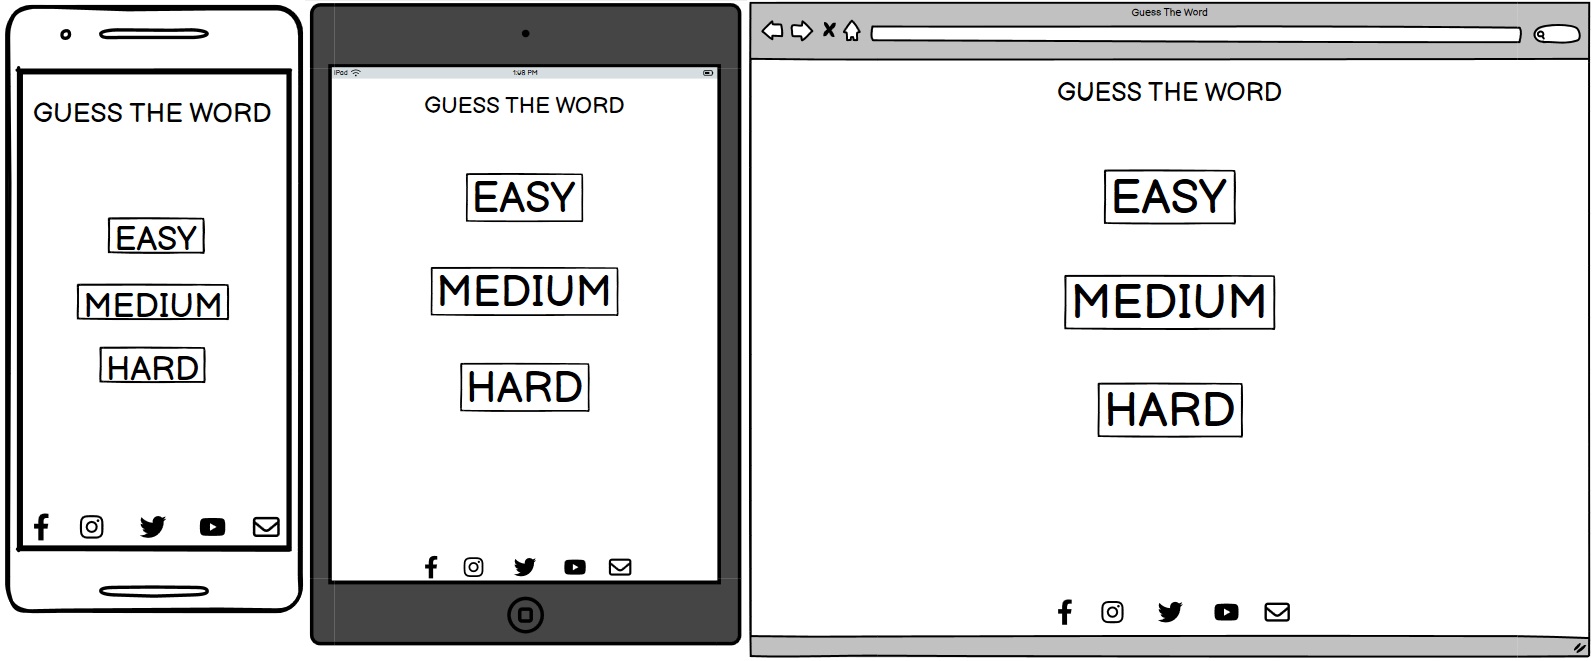 GUESS THE WORD
EASY
MEDIUM
HARD
iPad
1:08 PM
GUESS THE WORD
EASY
MEDIUM
HARD
Guess The Word
GUESS THE WORD
EASY
MEDIUM
HARD